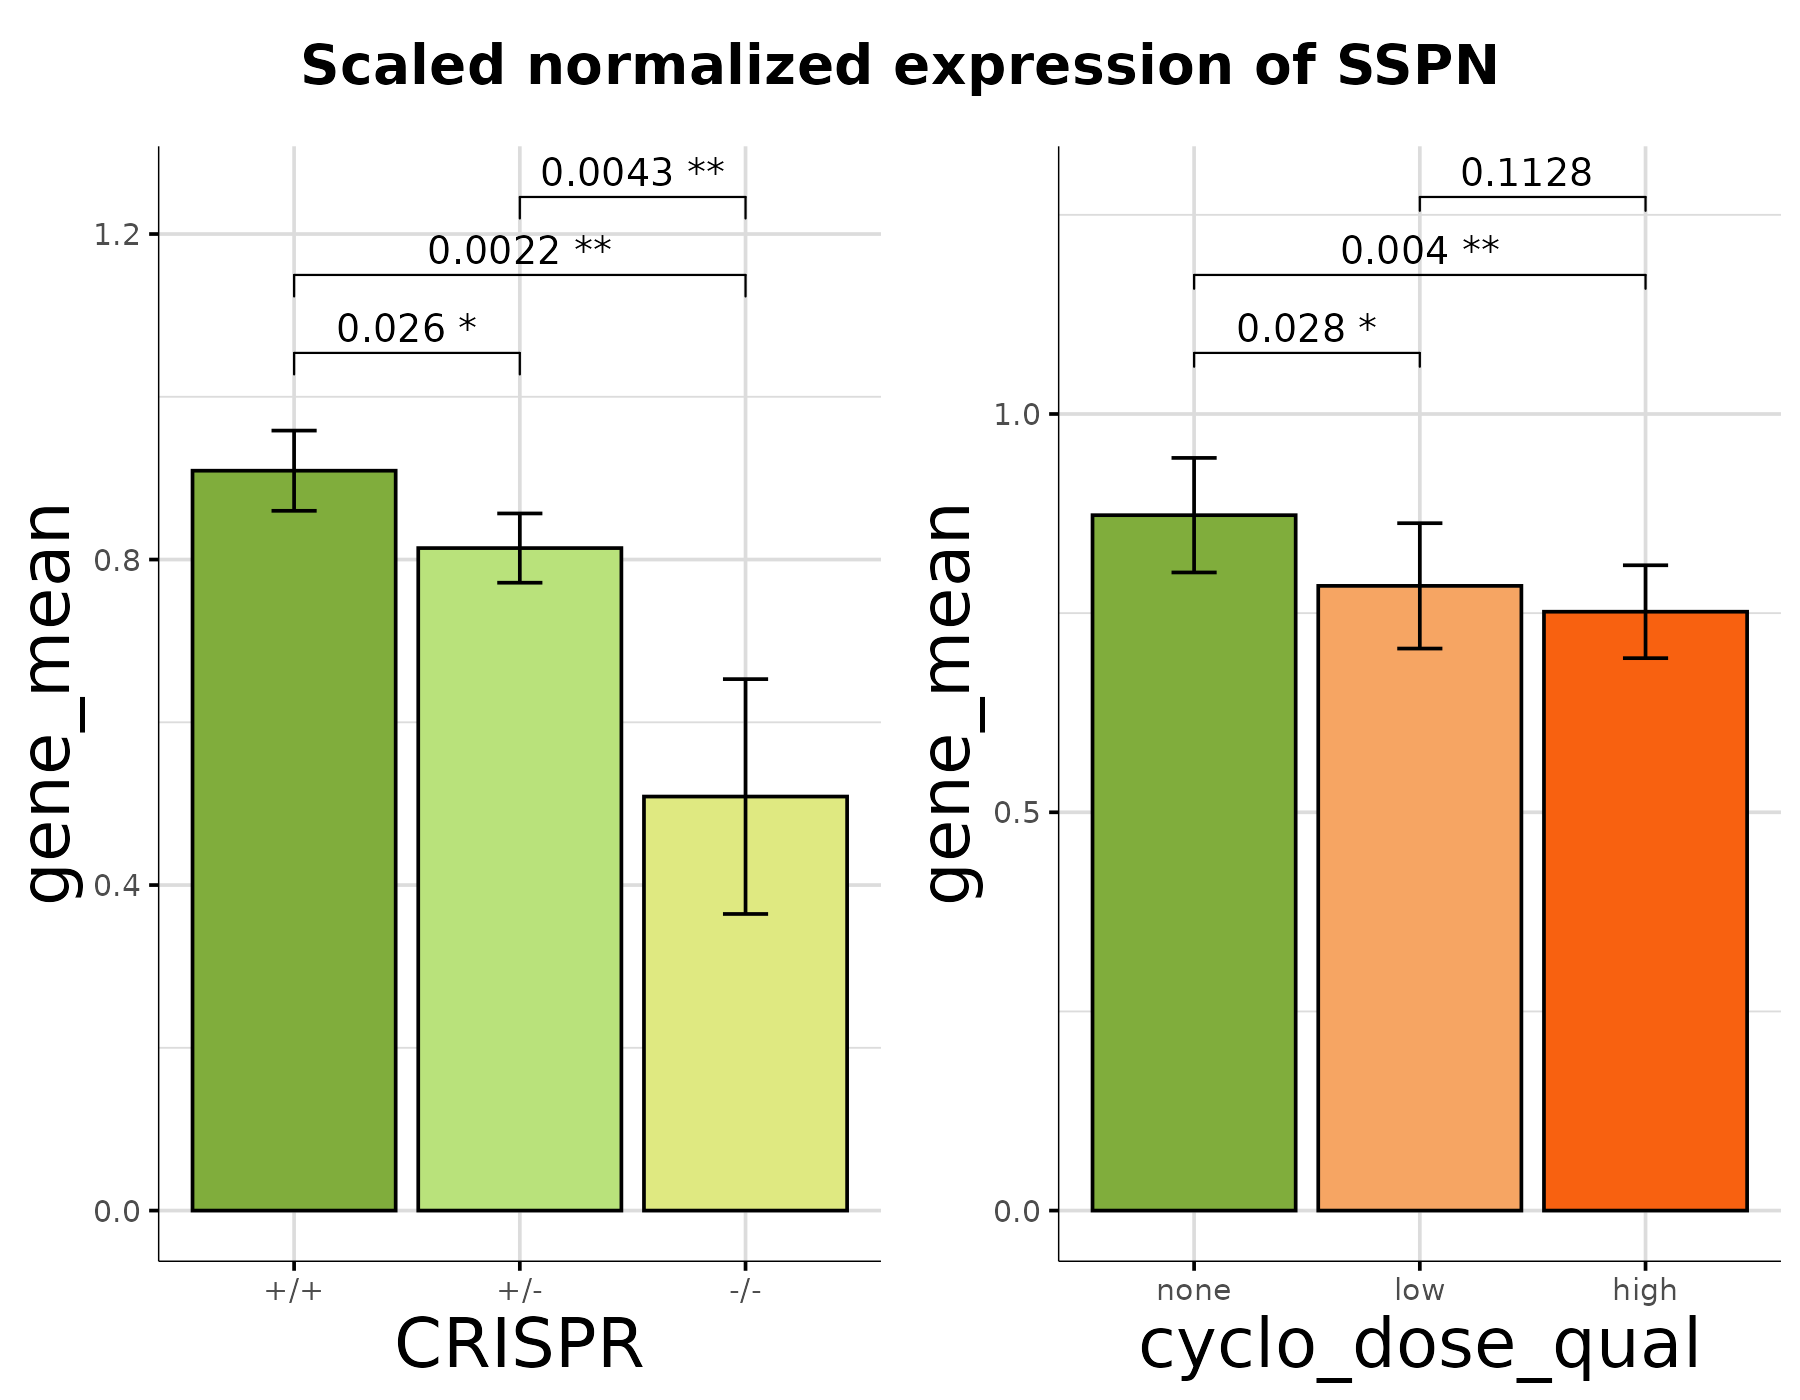 Scaled normalized expression of SSPN
gene_mean
1.2
0.8
0.4
0.0
0.0043 **
0.0022 **
0.026 *
+/+
+/-
-/-
CRISPR
gene_mean
1.0
0.5
0.0
0.1128
0.004 **
0.028 *
none
low
high
cyclo_dose_qual